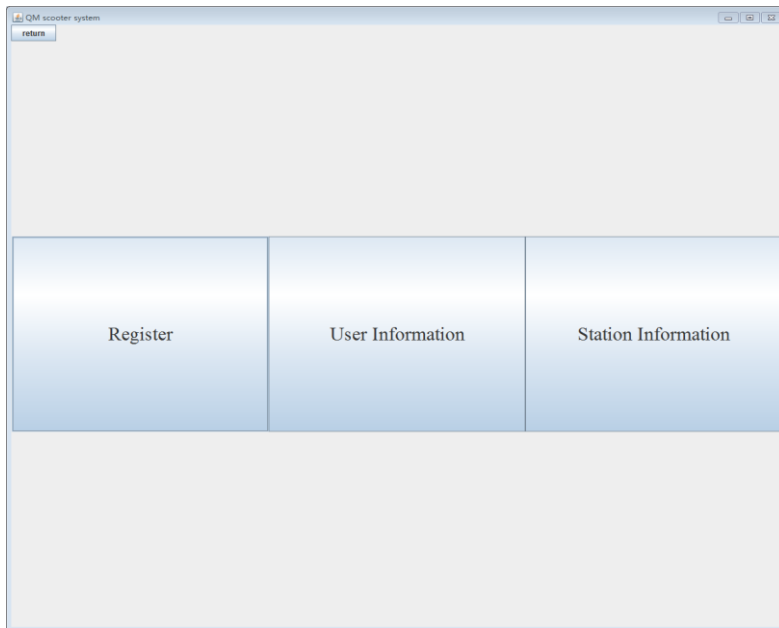 QM scooter system
return
Register
User Information
Station Information